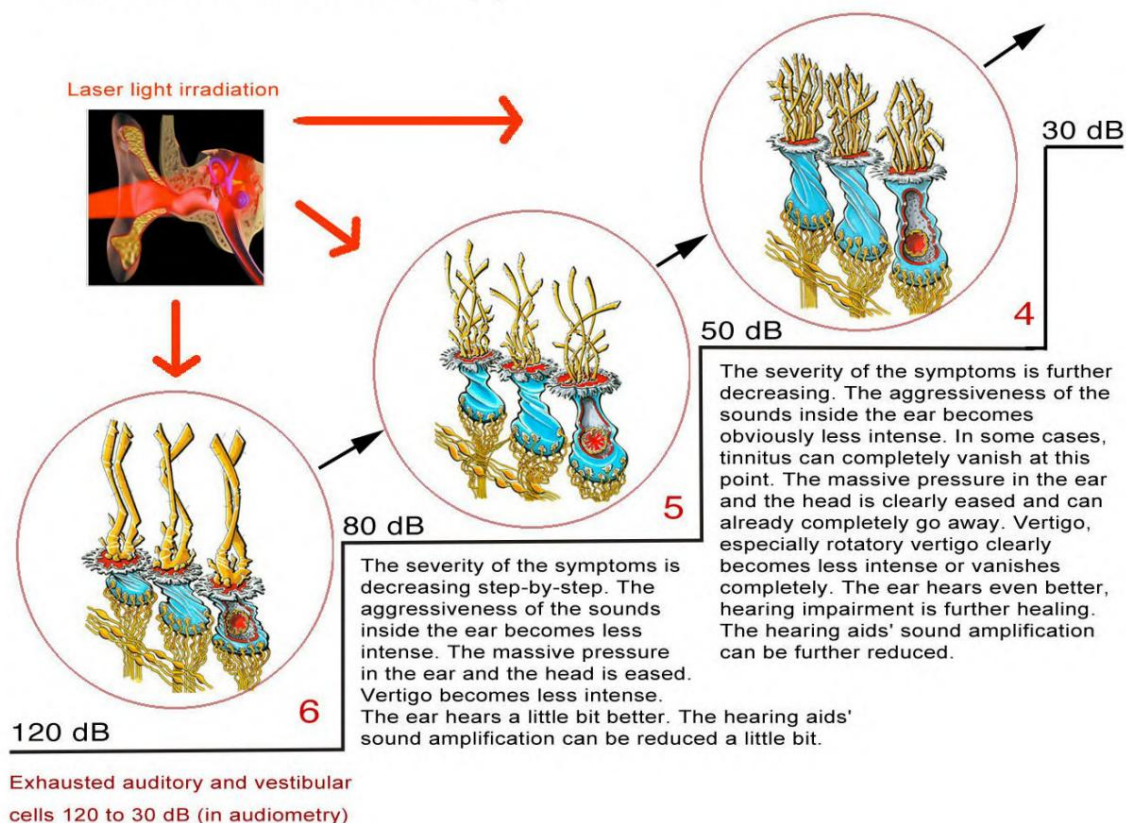 Laser light irradiation
30 dB
4
50 dB
The severity of the symptoms is further
decreasing. The aggressiveness of the
sounds inside the ear becomes
obviously less intense. In some cases,
tinnitus can completely vanish at this
point. The massive pressure in the ear
and the head is clearly eased and can
already completely go away. Vertigo,
especially rotatory vertigo clearly
becomes less intense or vanishes
completely. The ear hears even better,
hearing impairment is further healing.
The hearing aids' sound amplification
can be further reduced.
5
80 dB
The severity of the symptoms is
decreasing step-by-step. The
aggressiveness of the sounds
inside the ear becomes less
intense. The massive pressure
in the ear and the head is eased.
Vertigo becomes less intense.
The ear hears a little bit better. The hearing aids'
sound amplification can be reduced a little bit.
6
120 dB
Exhausted auditory and vestibular
cells 120 to 30 dB (in audiometry)